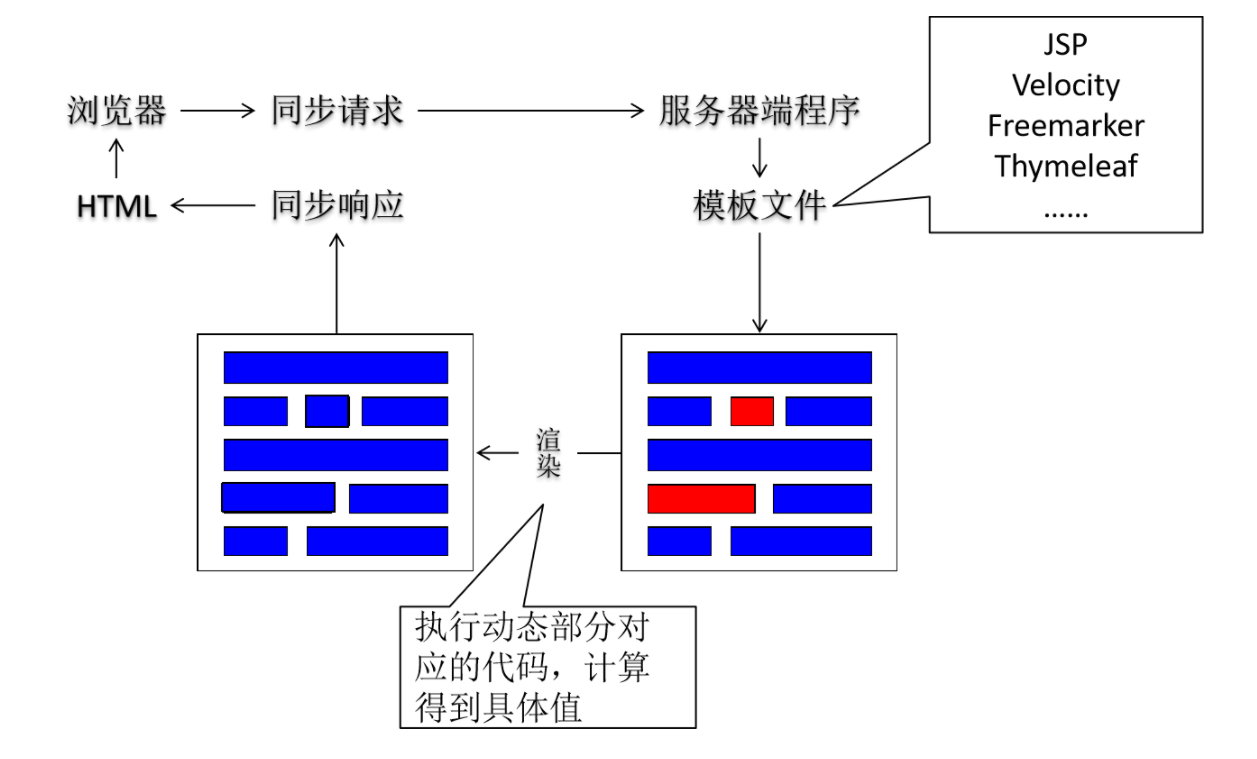 JSP
Velocity
Freemarker
Thymeleaf
……
浏览器
同步请求
服务器端程序
HTML
同步响应
模板文件
渲
染
执行动态部分对
应的代码，计算
得到具体值